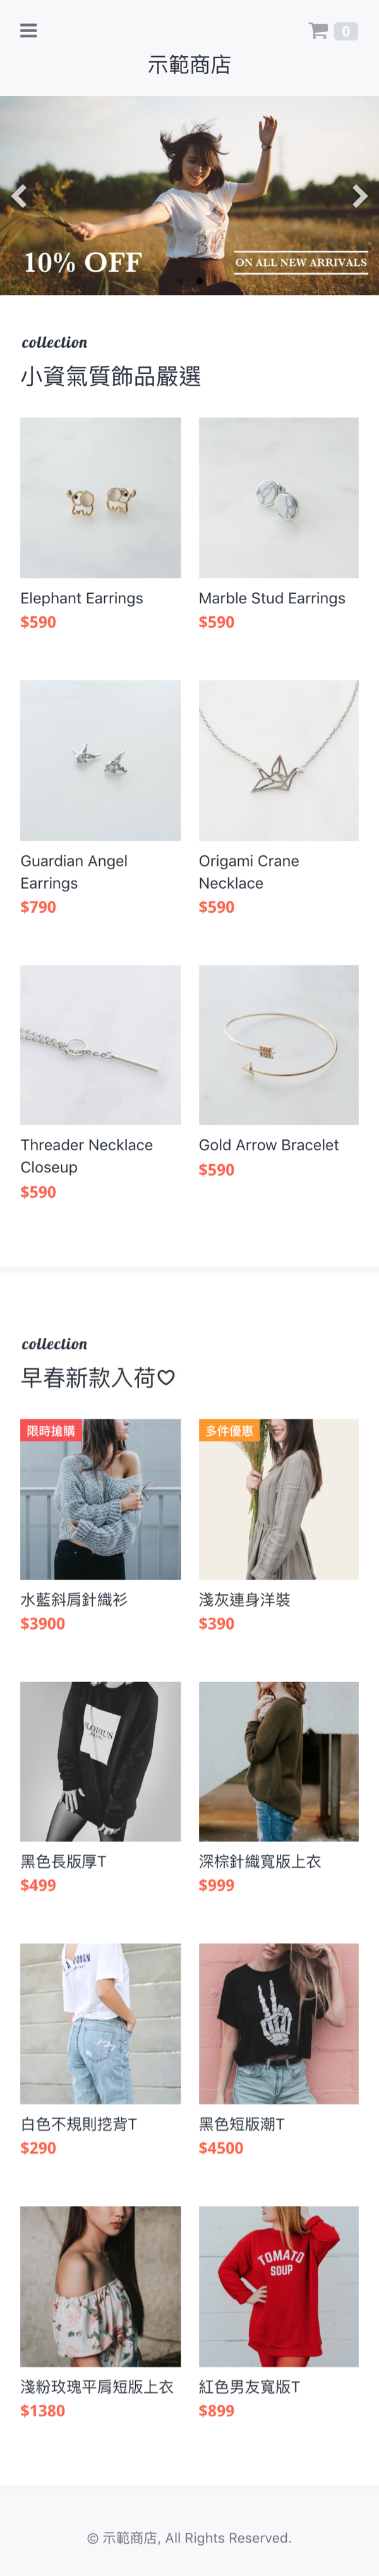 0
示範商店
10% OFF
ON ALL NEW ARRIVALS
collection
小資氣質飾品嚴選
Elephant Earrings
$590
Marble Stud Earrings
$590
Guardian Angel
Earrings
$790
Origami Crane
Necklace
$590
Threader Necklace
Closeup
$590
Gold Arrow Bracelet
$590
collection
早春新款入荷♡
限時搶購
水藍斜肩針織衫
$3900
多件優惠
淺灰連身洋裝
$390
黑色長版厚T
$499
深棕針織寬版上衣
$999
白色不規則挖背T
$290
黑色短版潮T
$4500
淺粉玫瑰平肩短版上衣
$1380
TOMATO
SOUP
紅色男友寬版T
$899
© 示範商店, All Rights Reserved.